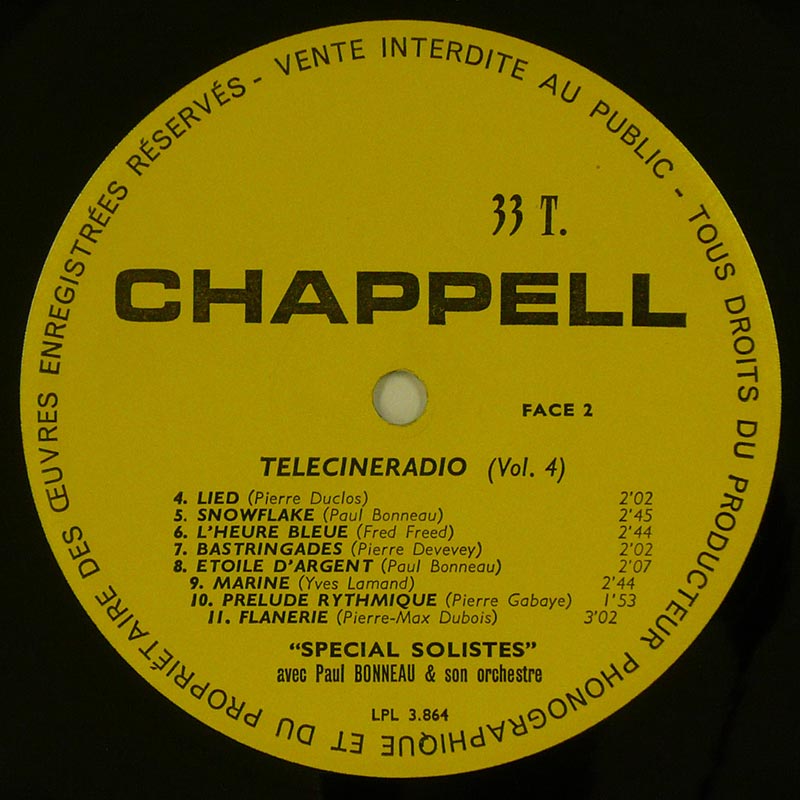 VENTE INTERDITE AU PUBLIC - TOUS DROITS DU PRODUCTEUR PHONOGRAPHIQUE ET DU PROPRIÉTAIRE DES ŒUVRES ENREGISTRÉES RÉSERVÉS -
33 T.
CHAPPELL
FACE 2
TELECINERADIO (Vol. 4)
4. LIED (Pierre Duclos) 2'02
5. SNOWFLAKE (Paul Bonneau) 2'45
6. L'HEURE BLEUE (Fred Freed) 2'44
7. BASTRINGADES (Pierre Devevey) 2'02
8. ETOILE D'ARGENT (Paul Bonneau) 2'07
9. MARINE (Yves Lamand) 2'44
10. PRELUDE RYTHMIQUE (Pierre Gabaye) 1'53
11. FLANERIE (Pierre-Max Dubois) 3'02
"SPECIAL SOLISTES"
avec Paul BONNEAU & son orchestre
LPL 3.864